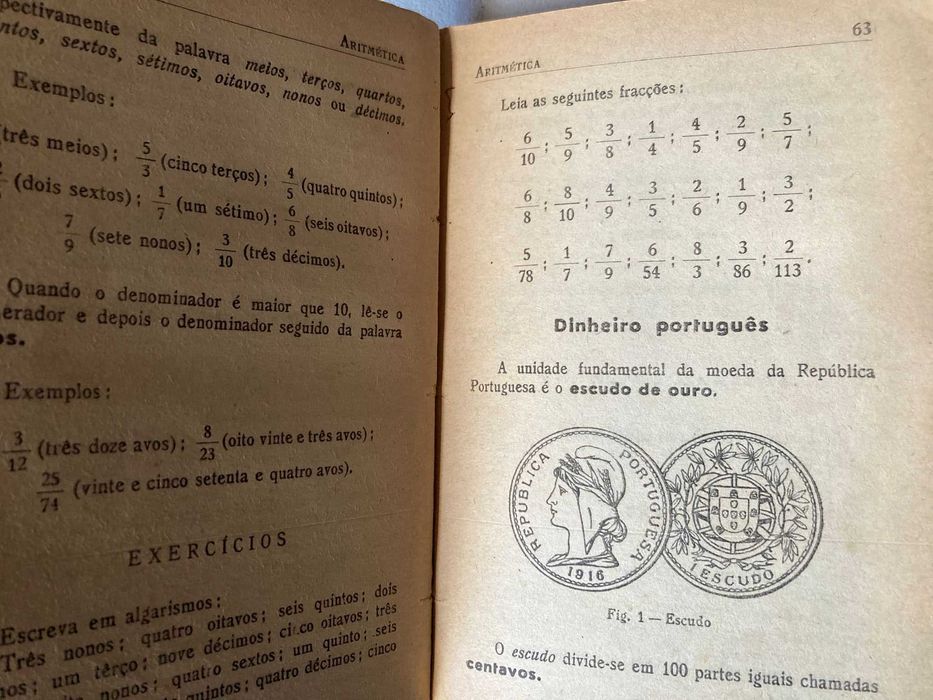 pectivamente da palavra meios, terços, quartos,
ntos, sextos, sétimos, oitavos, nonos ou décimos.
ARITMÉTICA
Exemplos:
(três meios); 5/3 (cinco terços); 4/5 (quatro quintos);
(dois sextos); 1/7 (um sétimo); 6/8 (seis oitavos);
7/9 (sete nonos); 3/10 (três décimos).
Quando o denominador é maior que 10, lê-se o
erador e depois o denominador seguido da palavra
os.
Exemplos:
3/12 (três doze avos); 8/23 (oito vinte e três avos);
25/74 (vinte e cinco setenta e quatro avos).
EXERCÍCIOS
Escreva em algarismos:
Três nonos; quatro oitavos; seis quintos; dois
nos; um têrço; nove décimos; cinco oitavos; três
nonos; quatro sextos; um quinto; seis
quintos; quatro décimos; cinco
ARITMÉTICA
63
Leia as seguintes fracções:
6/10; 5/9; 3/8; 1/4; 4/5; 2/9; 5/7;
6/8; 8/10; 4/9; 3/5; 2/6; 1/9; 3/2;
5/78; 1/7; 7/9; 6/54; 8/3; 3/86; 2/113.
Dinheiro português
A unidade fundamental da moeda da República
Portuguesa é o escudo de ouro.
REPUBLICA PORTUGUESA
1916
1 ESCUDO
Fig. 1 — Escudo
O escudo divide-se em 100 partes iguais chamadas
centavos.